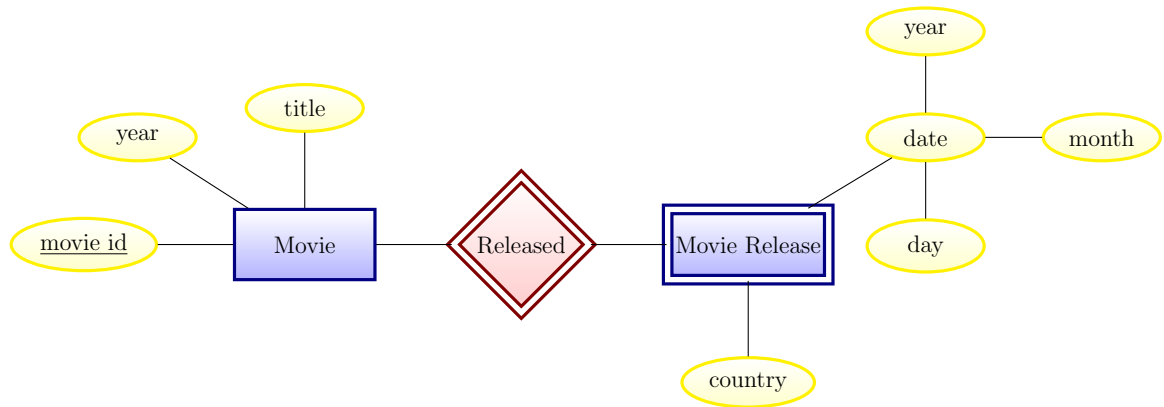 year
title
year
date
month
movie id
Movie
Released
Movie Release
day
country